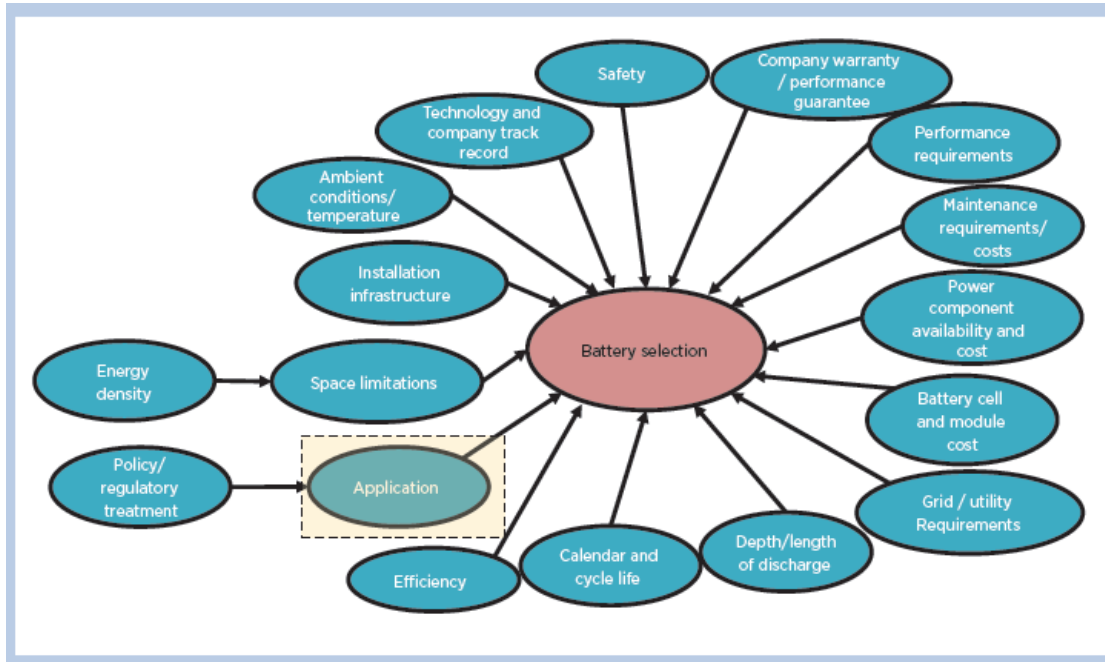 Safety
Company warranty
/ performance
guarantee
Technology and
company track
record
Performance
requirements
Ambient
conditions/
temperature
Maintenance
requirements/
costs
Installation
infrastructure
Power
component
availability and
cost
Battery selection
Energy
density
Space limitations
Battery cell
and module
cost
Policy/
regulatory
treatment
Application
Grid / utility
Requirements
Efficiency
Calendar and
cycle life
Depth/length
of discharge